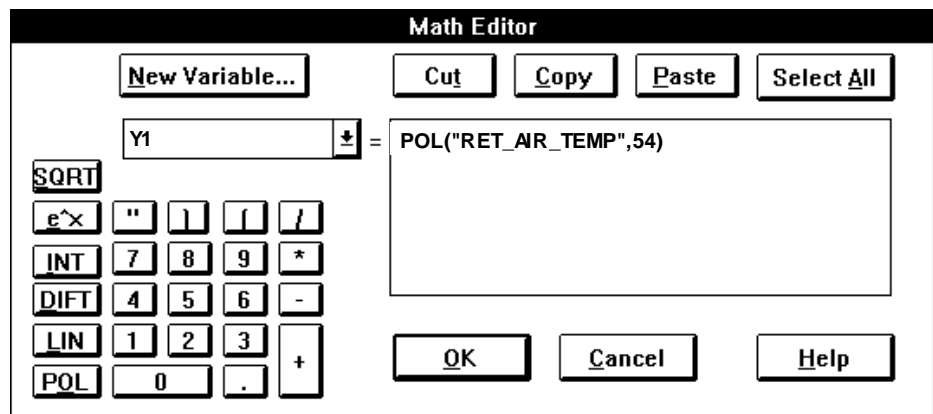 Math Editor
New Variable... Cut Copy Paste Select All
Y1 = POL("RET_AIR_TEMP",54)
SQRT
e^x " ) ( /
INT 7 8 9 *
DIFT 4 5 6 -
LIN 1 2 3 +
POL 0 .
OK Cancel Help